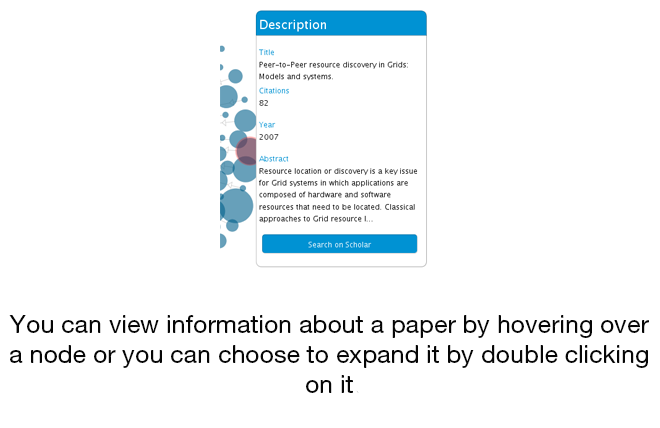 Description
Title
Peer-to-Peer resource discovery in Grids:
Models and systems.
Citations
82
Year
2007
Abstract
Resource location or discovery is a key issue
for Grid systems in which applications are
composed of hardware and software
resources that need to be located. Classical
approaches to Grid resource l...
Search on Scholar
You can view information about a paper by hovering over
a node or you can choose to expand it by double clicking
on it